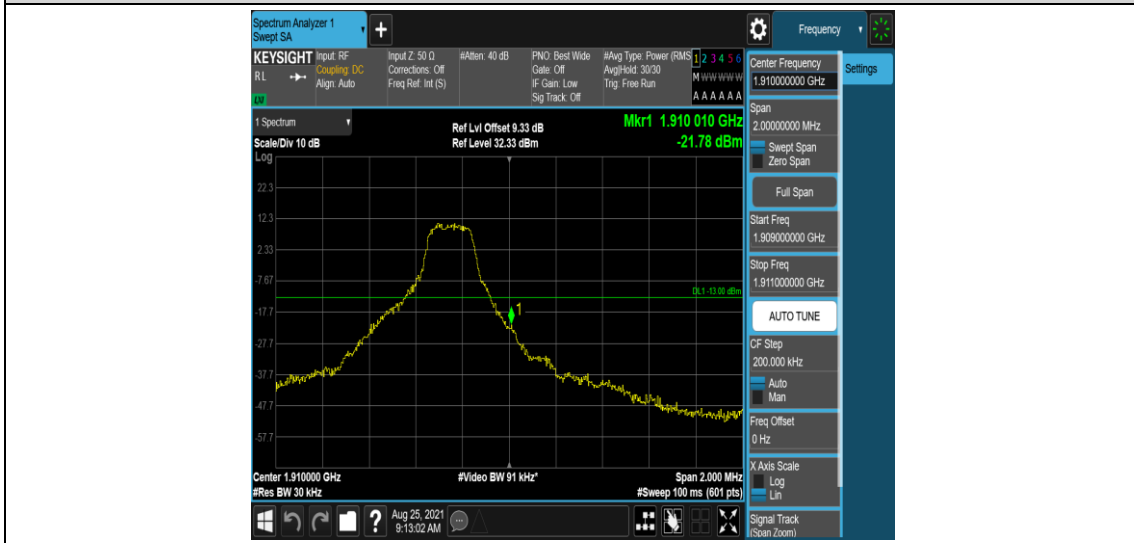 Spectrum Analyzer 1
Swept SA
+
Frequency
KEYSIGHT
RL
LXI
Input: RF
Coupling: DC
Align: Auto
Input Z: 50 Ω
Corrections: Off
Freq Ref: Int (S)
#Atten: 40 dB
PNO: Best Wide
Gate: Off
IF Gain: Low
Sig Track: Off
#Avg Type: Power (RMS
Avg|Hold: 30/30
Trig: Free Run
1 2 3 4 5 6
M W W W W W
A A A A A A
1 Spectrum
Scale/Div 10 dB
Log
Ref Lvl Offset 9.33 dB
Ref Level 32.33 dBm
Mkr1 1.910 010 GHz
-21.78 dBm
22.3
12.3
2.33
-7.67
-17.7
-27.7
-37.7
-47.7
-57.7
DL1 -13.00 dBm
1
Center 1.910000 GHz
#Res BW 30 kHz
#Video BW 91 kHz*
Span 2.000 MHz
#Sweep 100 ms (601 pts)
?
Aug 25, 2021
9:13:02 AM
Center Frequency
1.910000000 GHz
Settings
Span
2.00000000 MHz
Swept Span
Zero Span
Full Span
Start Freq
1.909000000 GHz
Stop Freq
1.911000000 GHz
AUTO TUNE
CF Step
200.000 kHz
Auto
Man
Freq Offset
0 Hz
X Axis Scale
Log
Lin
Signal Track
(Span Zoom)